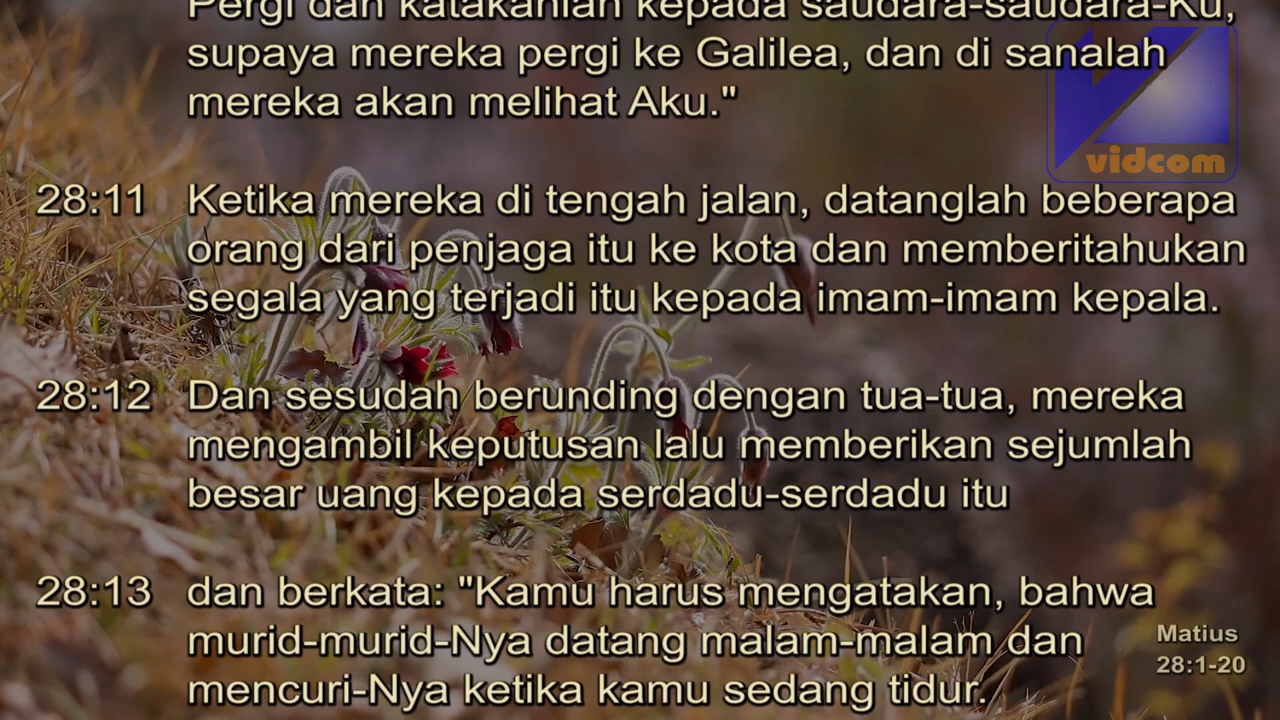 Pergi dan katakanlah kepada saudara-saudara-Ku,
supaya mereka pergi ke Galilea, dan di sanalah
mereka akan melihat Aku."
vidcom
28:11 Ketika mereka di tengah jalan, datanglah beberapa
orang dari penjaga itu ke kota dan memberitahukan
segala yang terjadi itu kepada imam-imam kepala.
28:12 Dan sesudah berunding dengan tua-tua, mereka
mengambil keputusan lalu memberikan sejumlah
besar uang kepada serdadu-serdadu itu
28:13 dan berkata: "Kamu harus mengatakan, bahwa
murid-murid-Nya datang malam-malam dan
mencuri-Nya ketika kamu sedang tidur.
Matius
28:1-20